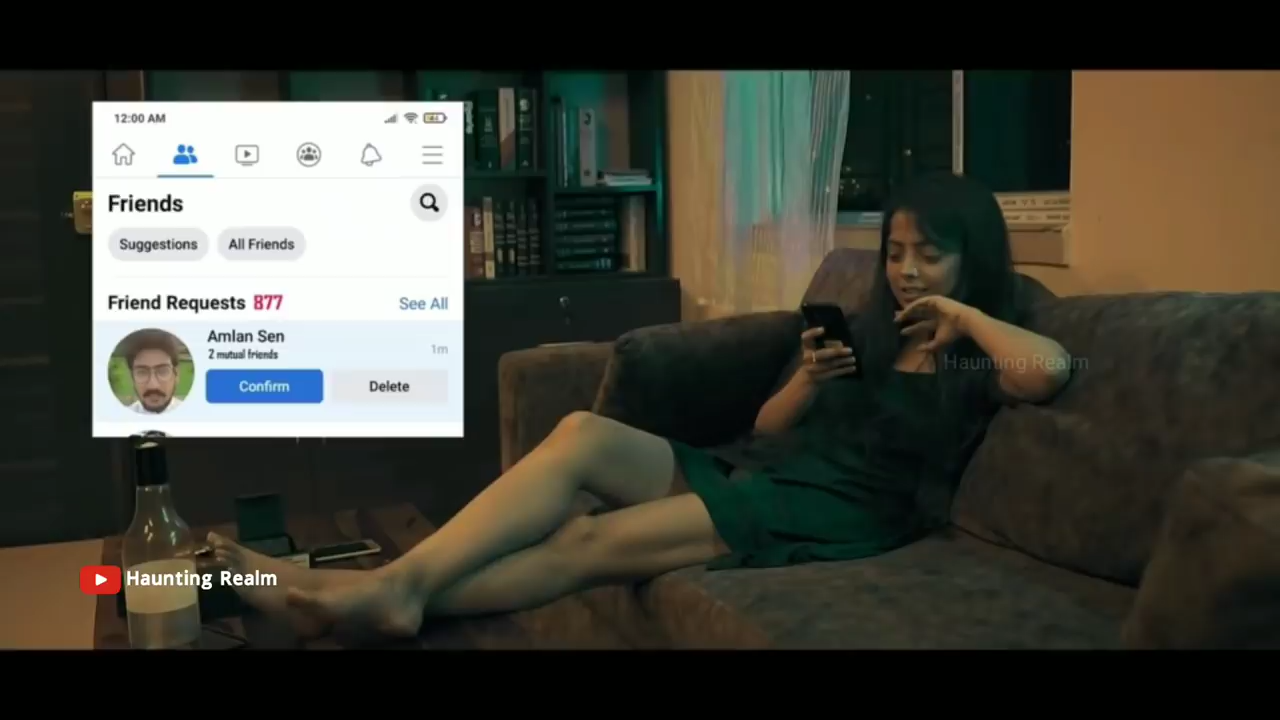 12:00 AM
Friends
Suggestions
All Friends
Friend Requests 877
See All
Amlan Sen
2 mutual friends
1m
Confirm
Delete
Haunting Realm
Haunting Realm